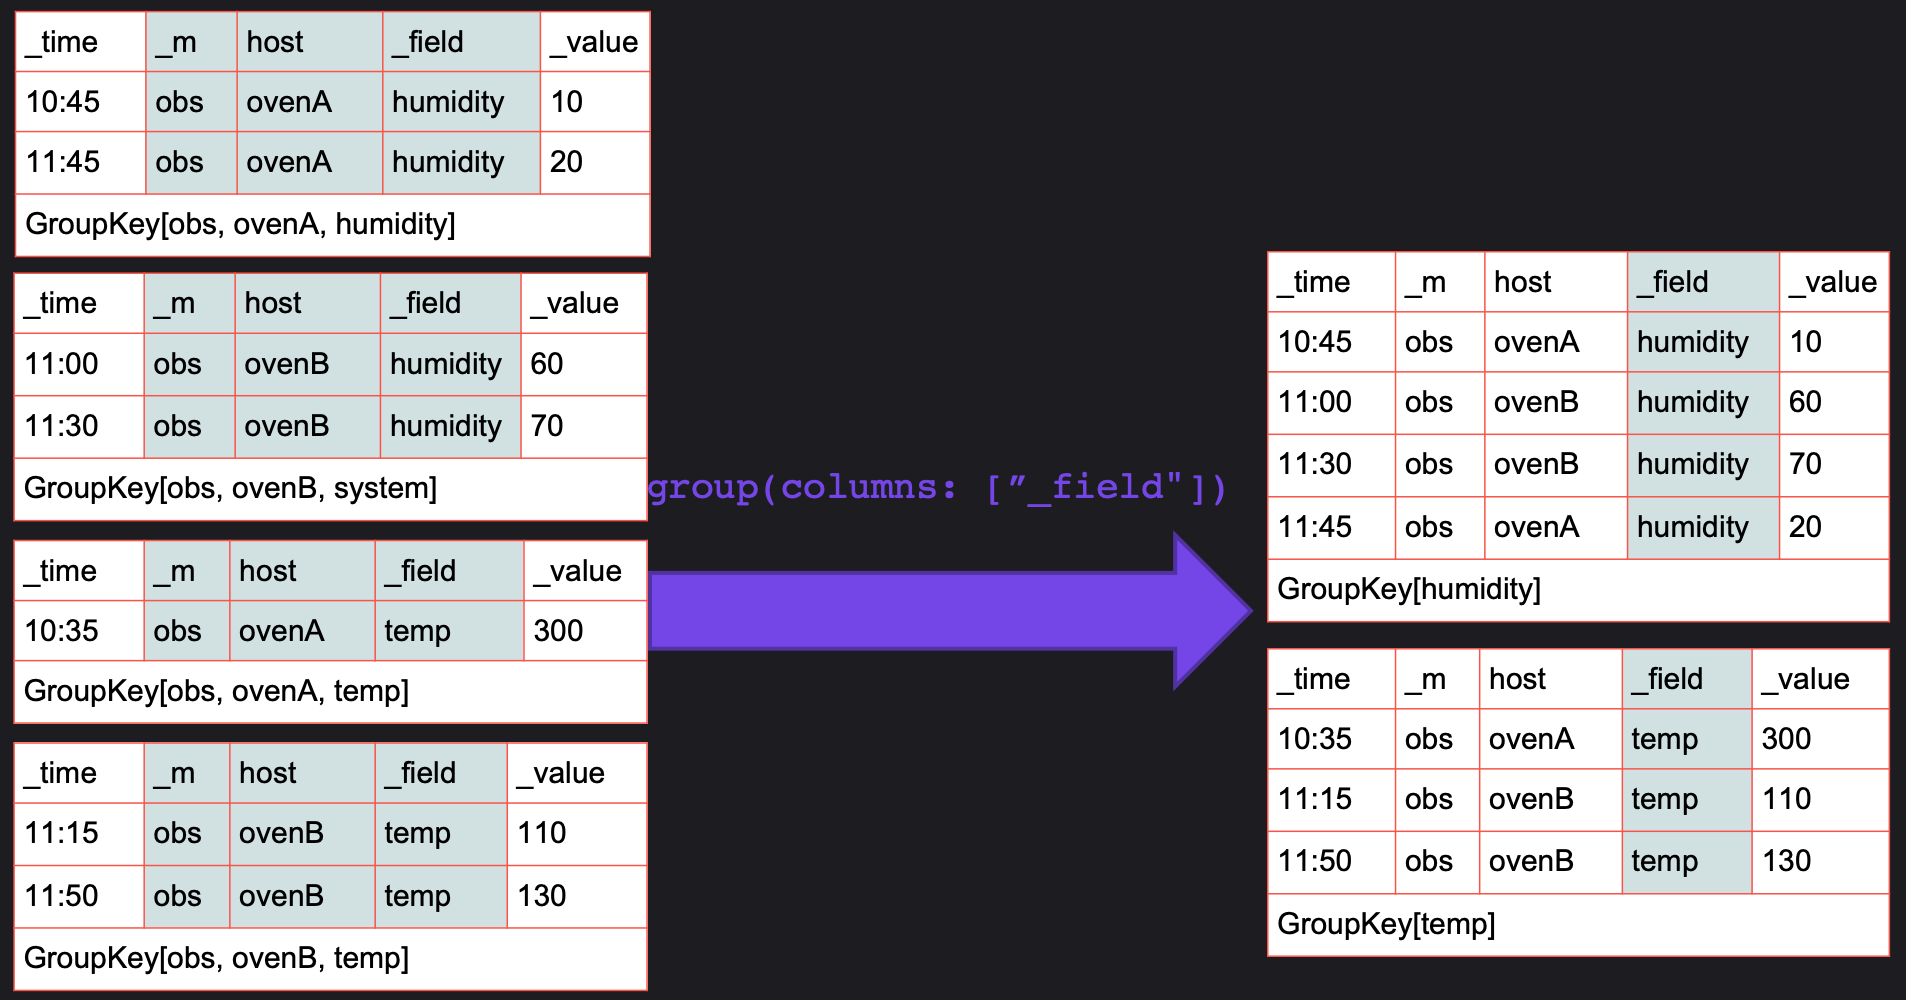 _time _m host _field _value
10:45 obs ovenA humidity 10
11:45 obs ovenA humidity 20
GroupKey[obs, ovenA, humidity]
_time _m host _field _value
11:00 obs ovenB humidity 60
11:30 obs ovenB humidity 70
GroupKey[obs, ovenB, system]
_time _m host _field _value
10:35 obs ovenA temp 300
GroupKey[obs, ovenA, temp]
_time _m host _field _value
11:15 obs ovenB temp 110
11:50 obs ovenB temp 130
GroupKey[obs, ovenB, temp]
group(columns: [”_field"])
_time _m host _field _value
10:45 obs ovenA humidity 10
11:00 obs ovenB humidity 60
11:30 obs ovenB humidity 70
11:45 obs ovenA humidity 20
GroupKey[humidity]
_time _m host _field _value
10:35 obs ovenA temp 300
11:15 obs ovenB temp 110
11:50 obs ovenB temp 130
GroupKey[temp]